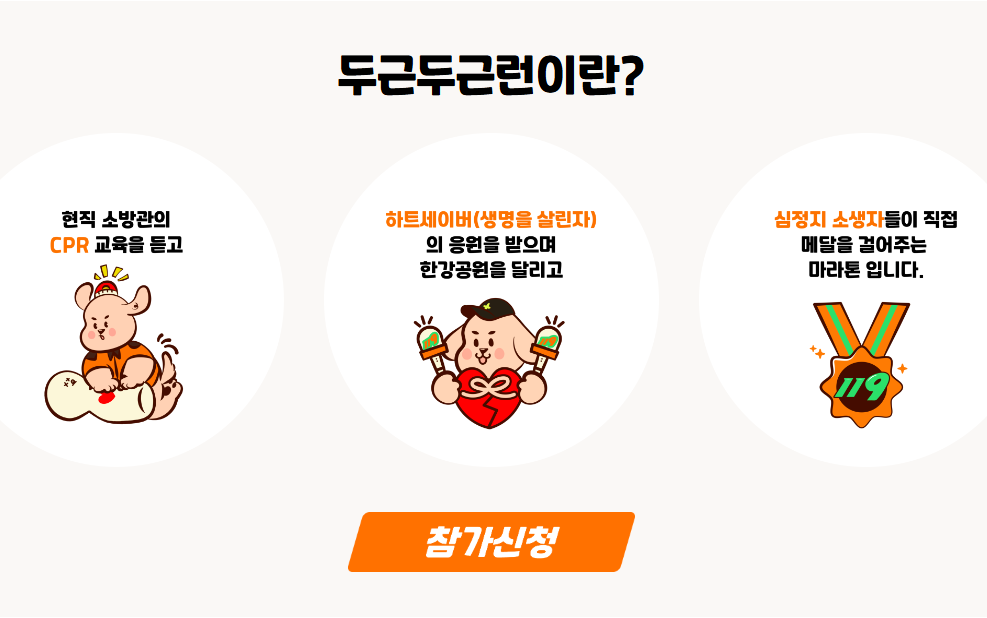 두근두근런이란?
현직 소방관의
CPR 교육을 듣고
하트세이버(생명을 살린자)
의 응원을 받으며
한강공원을 달리고
심정지 소생자들이 직접
메달을 걸어주는
마라톤 입니다.
119
참가신청